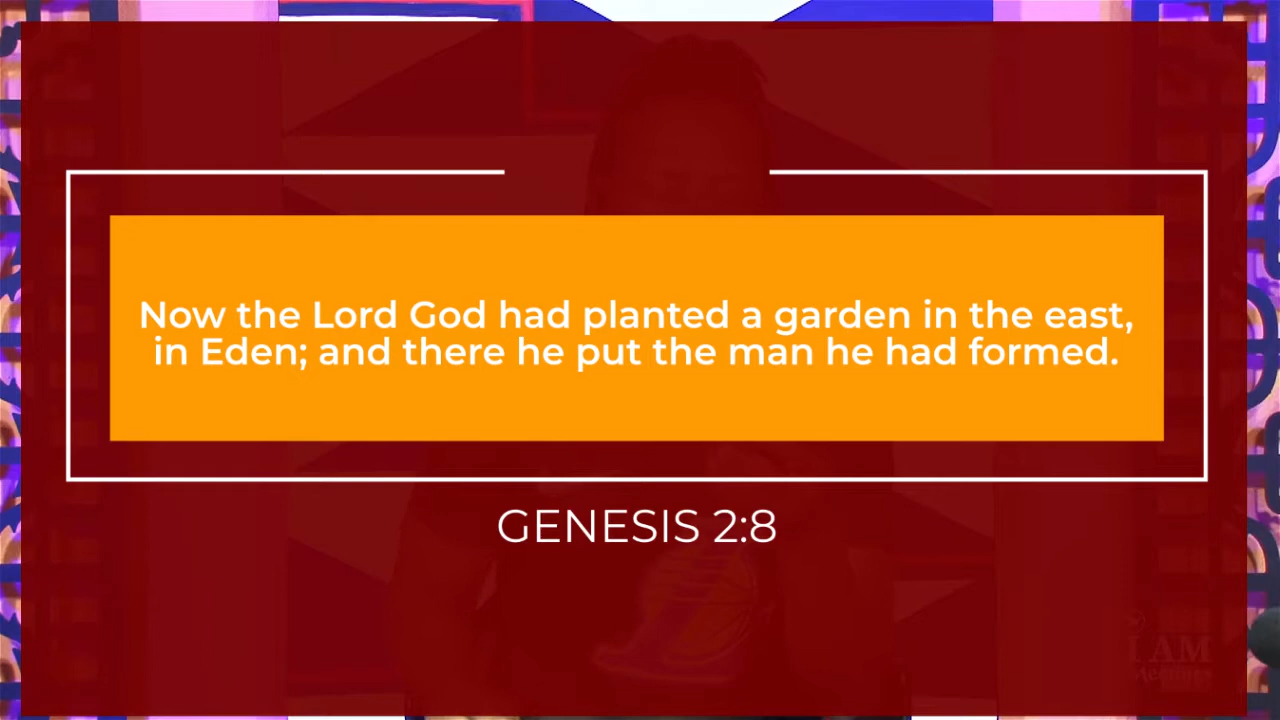 Now the Lord God had planted a garden in the east,
in Eden; and there he put the man he had formed.
GENESIS 2:8
I AM